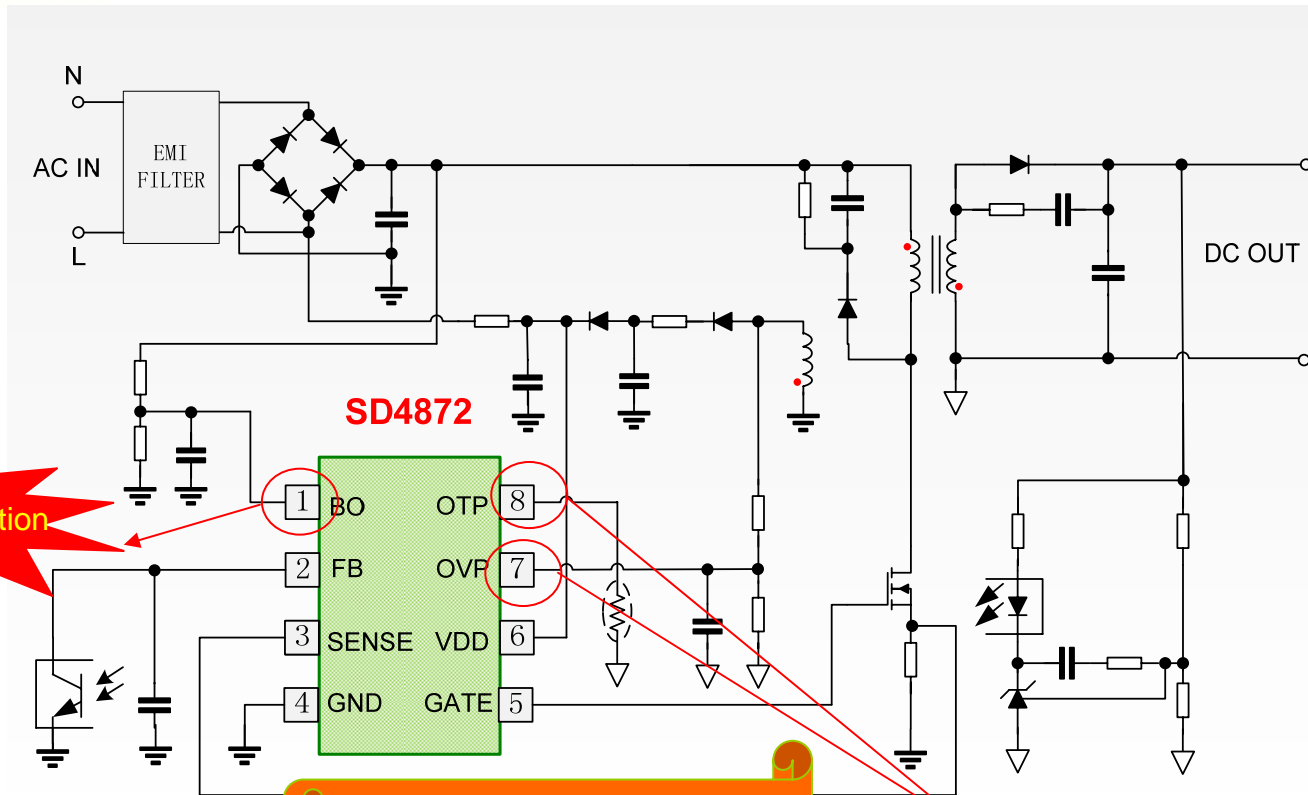 N
AC IN
EMI
FILTER
L
DC OUT
SD4872
tion
1 BO OTP 8
2 FB OVP 7
3 SENSE VDD 6
4 GND GATE 5